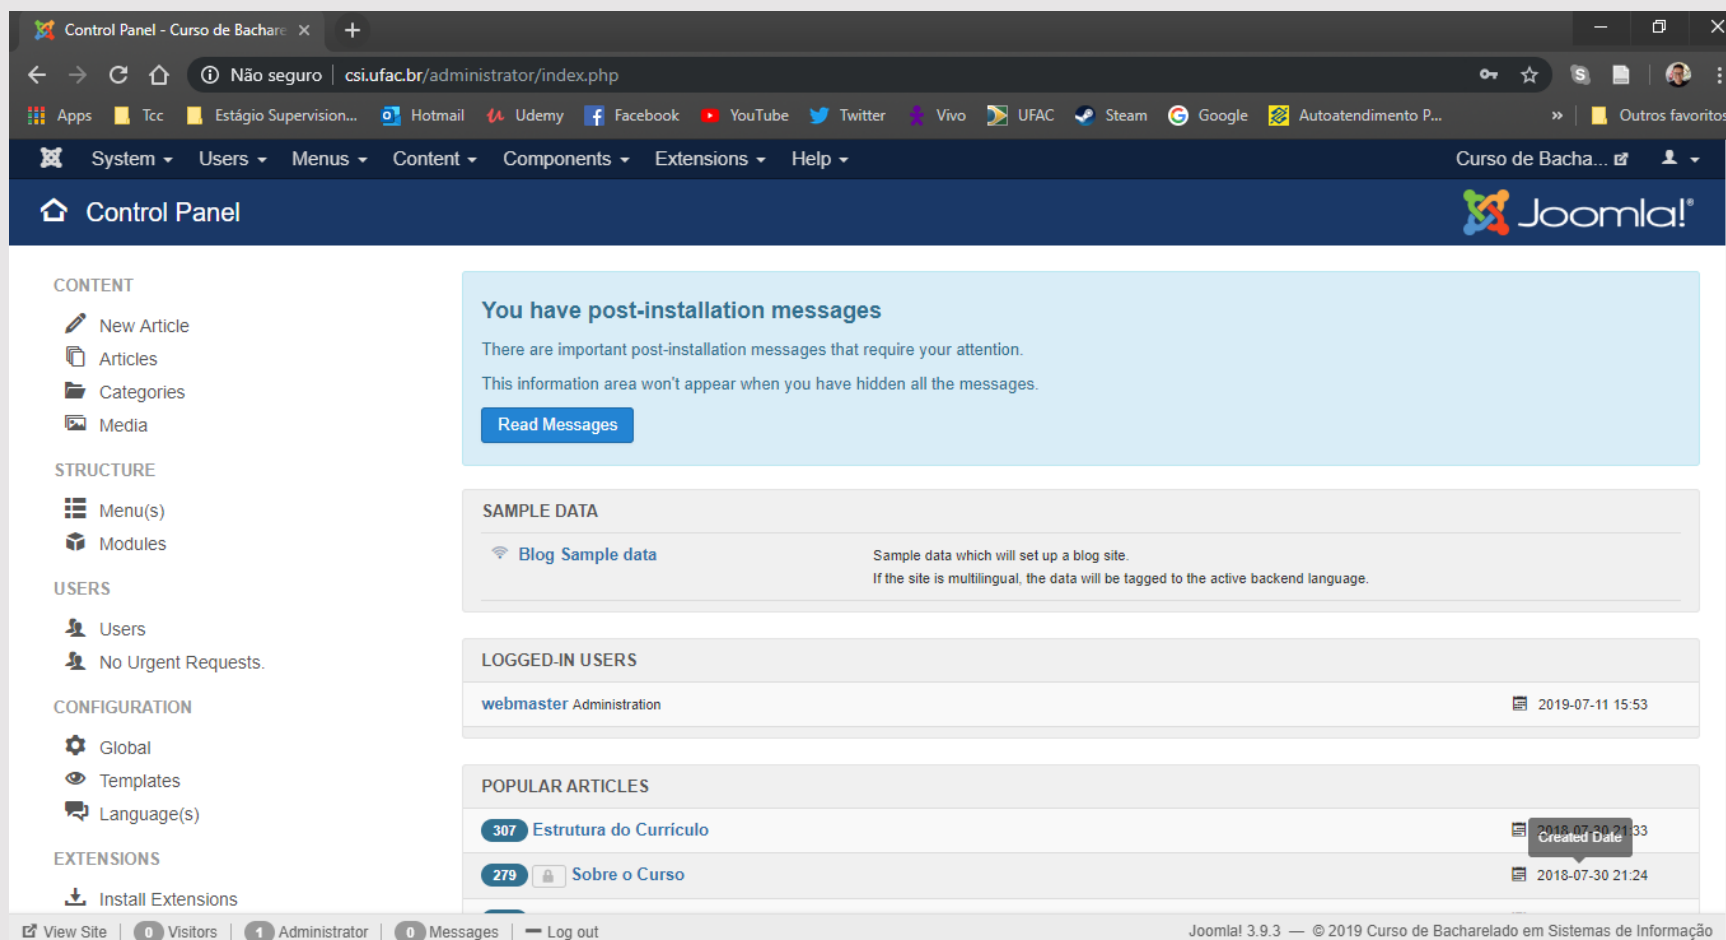 Control Panel - Curso de Bachare
Não seguro | csi.ufac.br/administrator/index.php
Apps Tcc Estágio Supervision... Hotmail Udemy Facebook YouTube Twitter Vivo UFAC Steam Google Autoatendimento P... » Outros favoritos
System Users Menus Content Components Extensions Help Curso de Bacha...
Control Panel Joomla!®
CONTENT
New Article
Articles
Categories
Media
STRUCTURE
Menu(s)
Modules
USERS
Users
No Urgent Requests.
CONFIGURATION
Global
Templates
Language(s)
EXTENSIONS
Install Extensions
You have post-installation messages
There are important post-installation messages that require your attention.
This information area won't appear when you have hidden all the messages.
Read Messages
SAMPLE DATA
Blog Sample data
Sample data which will set up a blog site.
If the site is multilingual, the data will be tagged to the active backend language.
LOGGED-IN USERS
webmaster Administration 2019-07-11 15:53
POPULAR ARTICLES
307 Estrutura do Currículo 2018-07-30 21:33
Created Date
279 Sobre o Curso 2018-07-30 21:24
View Site | 0 Visitors | 1 Administrator | 0 Messages | Log out Joomla! 3.9.3 — © 2019 Curso de Bacharelado em Sistemas de Informação